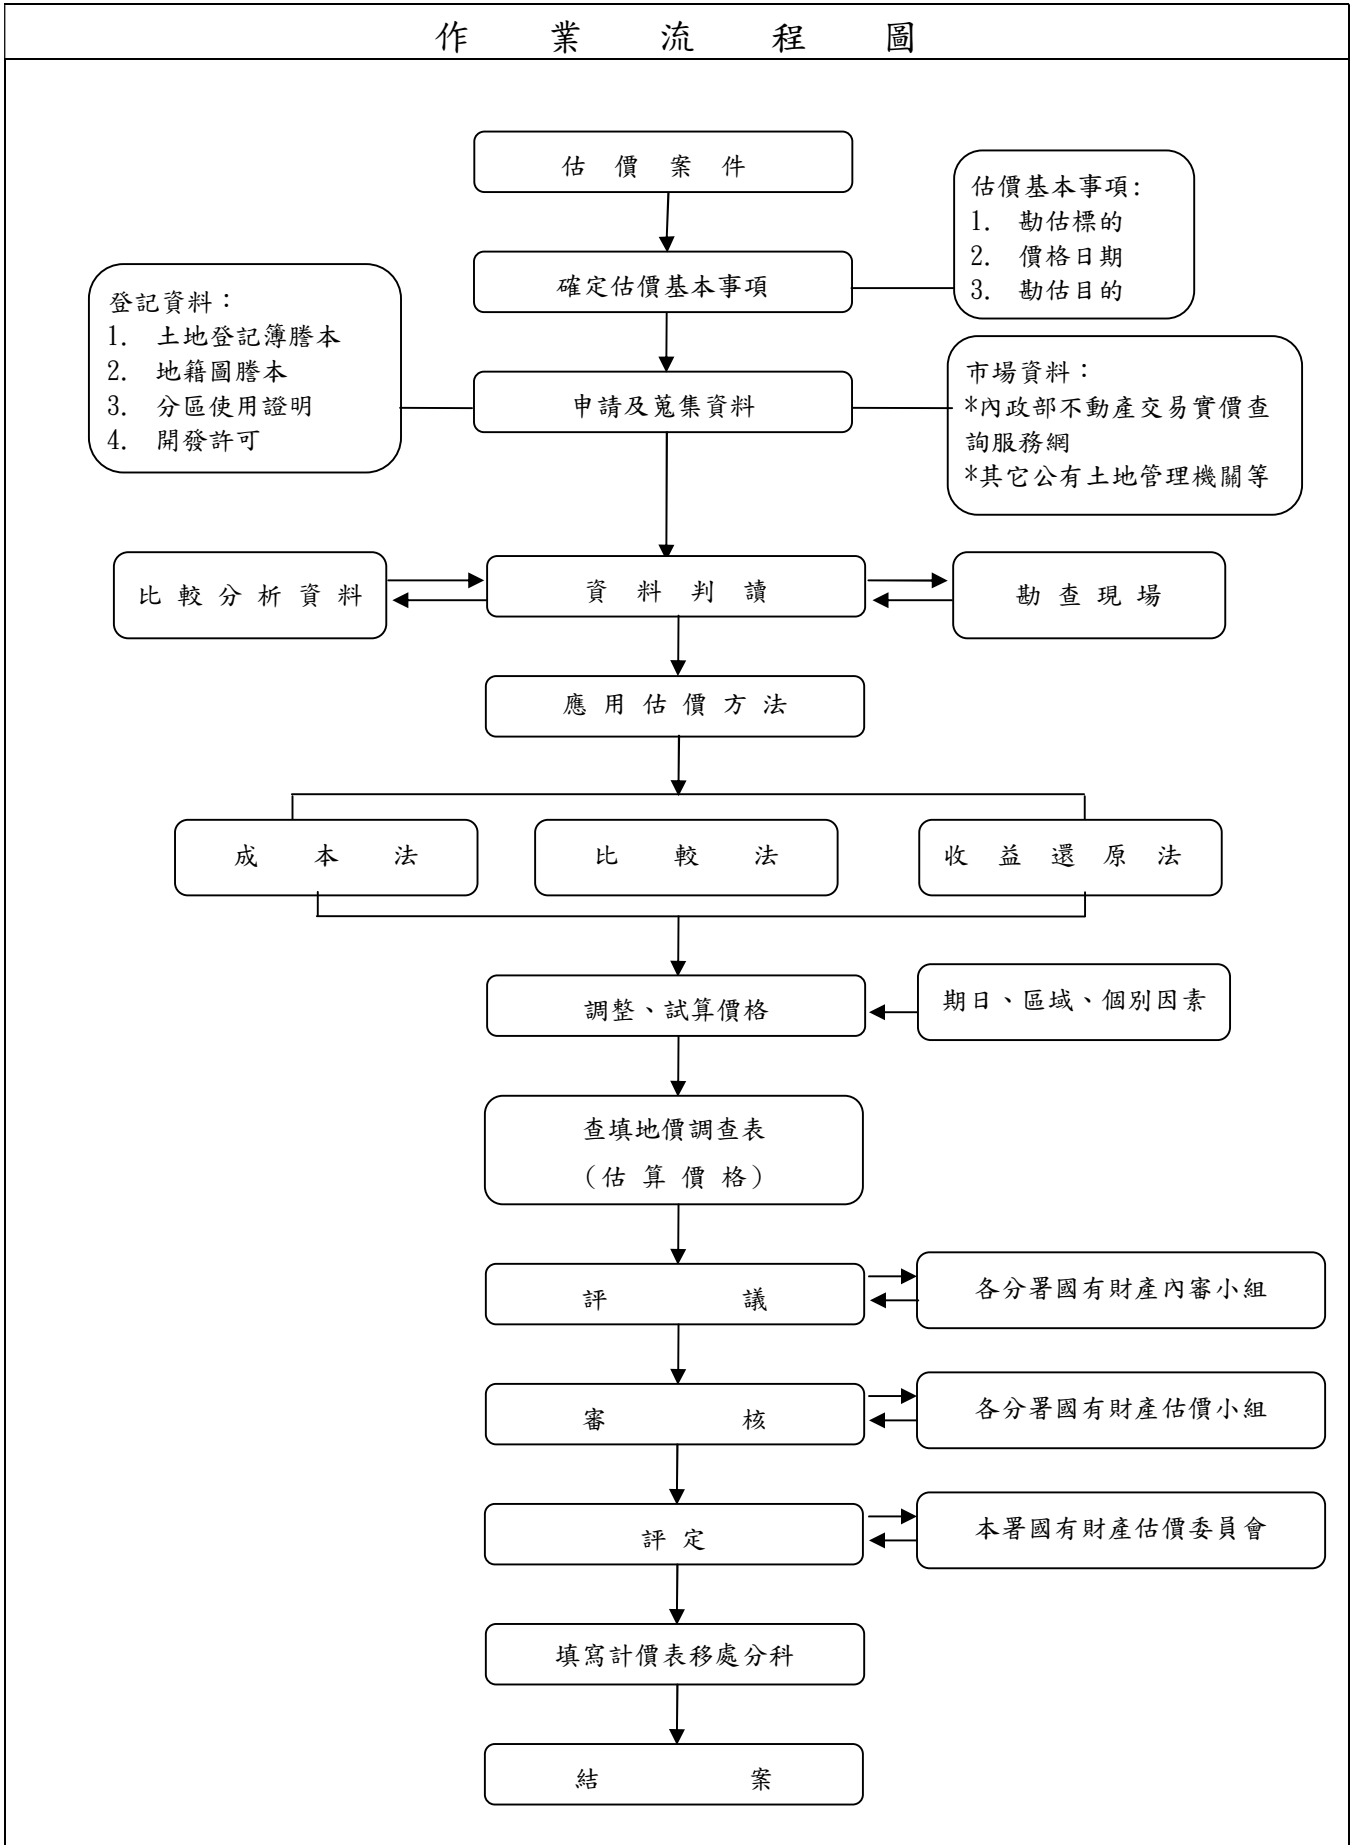 作業流程圖
估價案件
估價基本事項:
1. 勘估標的
2. 價格日期
3. 勘估目的
確定估價基本事項
登記資料：
1. 土地登記簿謄本
2. 地籍圖謄本
3. 分區使用證明
4. 開發許可
申請及蒐集資料
市場資料：
*內政部不動產交易實價查
詢服務網
*其它公有土地管理機關等
比較分析資料
資料判讀
勘查現場
應用估價方法
成本法
比較法
收益還原法
調整、試算價格
期日、區域、個別因素
查填地價調查表
(估算價格)
評議
各分署國有財產內審小組
審核
各分署國有財產估價小組
評定
本署國有財產估價委員會
填寫計價表移處分科
結案